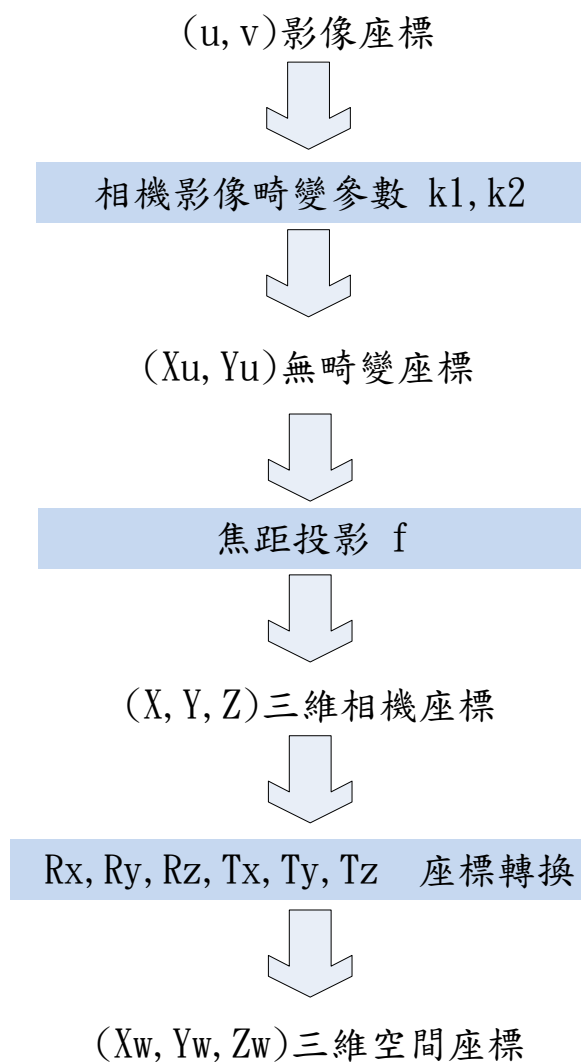 (u,v)影像座標
相機影像畸變參數 k1,k2
(Xu,Yu)無畸變座標
焦距投影 f
(X,Y,Z)三維相機座標
Rx,Ry,Rz,Tx,Ty,Tz 座標轉換
(Xw,Yw,Zw)三維空間座標